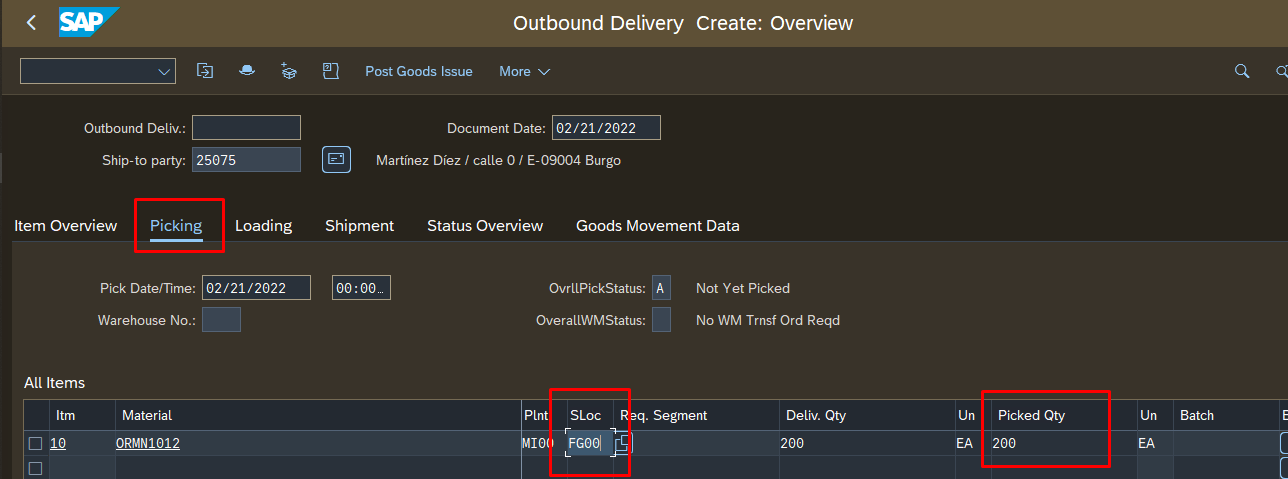 SAP Outbound Delivery Create: Overview
Post Goods Issue More
Outbound Deliv.: Document Date: 02/21/2022
Ship-to party: 25075 Martínez Díez / calle 0 / E-09004 Burgo
Item Overview Picking Loading Shipment Status Overview Goods Movement Data
Pick Date/Time: 02/21/2022 00:00… OvrllPickStatus: A Not Yet Picked
Warehouse No.: OverallWMStatus: No WM Trnsf Ord Reqd
All Items
Itm Material Plnt SLoc Req. Segment Deliv. Qty Un Picked Qty Un Batch
10 ORMN1012 MI00 FG00 200 EA 200 EA